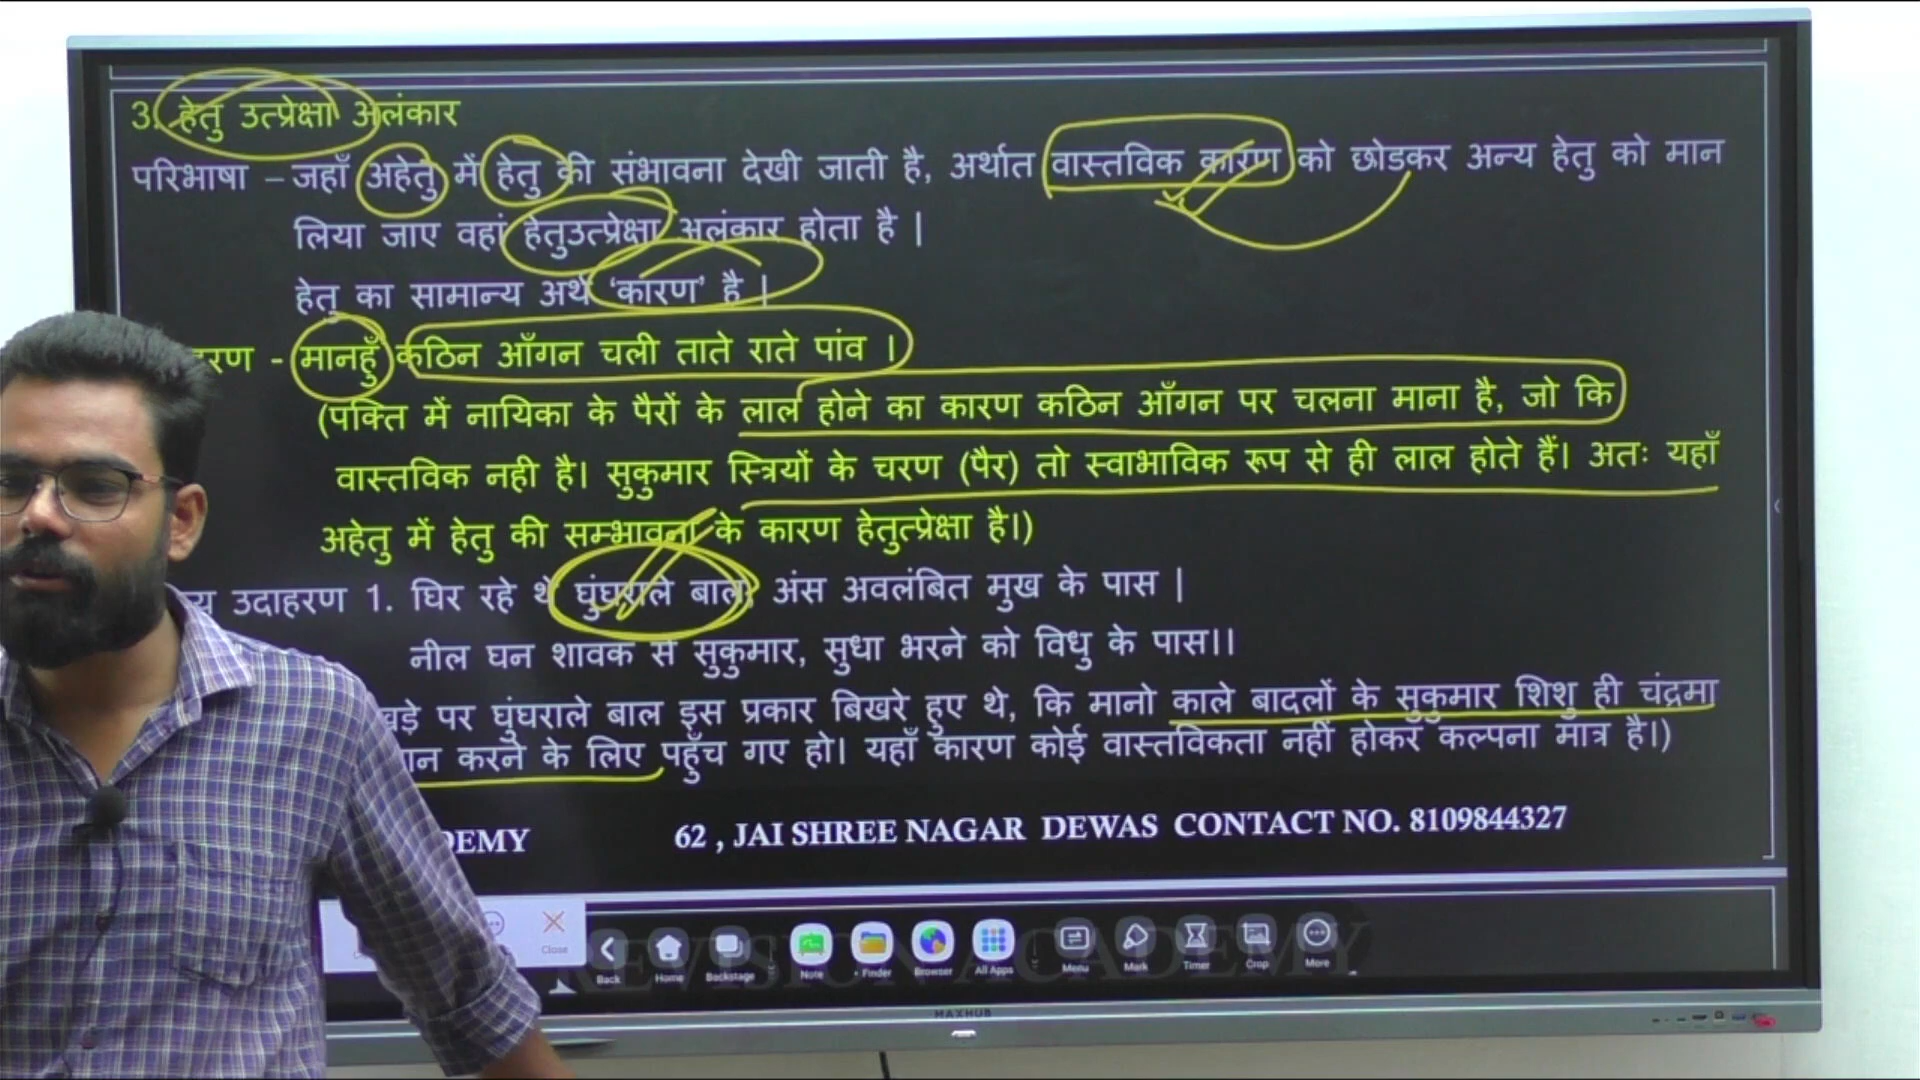 3. हेतु उत्प्रेक्षा अलंकार
परिभाषा – जहाँ अहेतु में हेतु की संभावना देखी जाती है, अर्थात वास्तविक कारण को छोडकर अन्य हेतु को मान
लिया जाए वहां हेतुउत्प्रेक्षा अलंकार होता है |
हेतु का सामान्य अर्थ ‘कारण’ है |
रण - मानहुँ कठिन आँगन चली ताते राते पांव ।
(पंक्ति में नायिका के पैरों के लाल होने का कारण कठिन आँगन पर चलना माना है, जो कि
वास्तविक नही है। सुकुमार स्त्रियों के चरण (पैर) तो स्वाभाविक रूप से ही लाल होते हैं। अतः यहाँ
अहेतु में हेतु की सम्भावना के कारण हेतुत्प्रेक्षा है।)
य उदाहरण 1. घिर रहे थे घुंघराले बाल, अंस अवलंबित मुख के पास |
नील घन शावक से सुकुमार, सुधा भरने को विधु के पास।।
ड़े पर घुंघराले बाल इस प्रकार बिखरे हुए थे, कि मानो काले बादलों के सुकुमार शिशु ही चंद्रमा
ान करने के लिए पहुँच गए हो। यहाँ कारण कोई वास्तविकता नहीं होकर कल्पना मात्र है।)
DEMY 62 , JAI SHREE NAGAR DEWAS CONTACT NO. 8109844327
Close
Back Home Backstage Note Finder Browser All Apps Menu Mark Timer Crop More
REVISION ACADEMY
MAXHUB